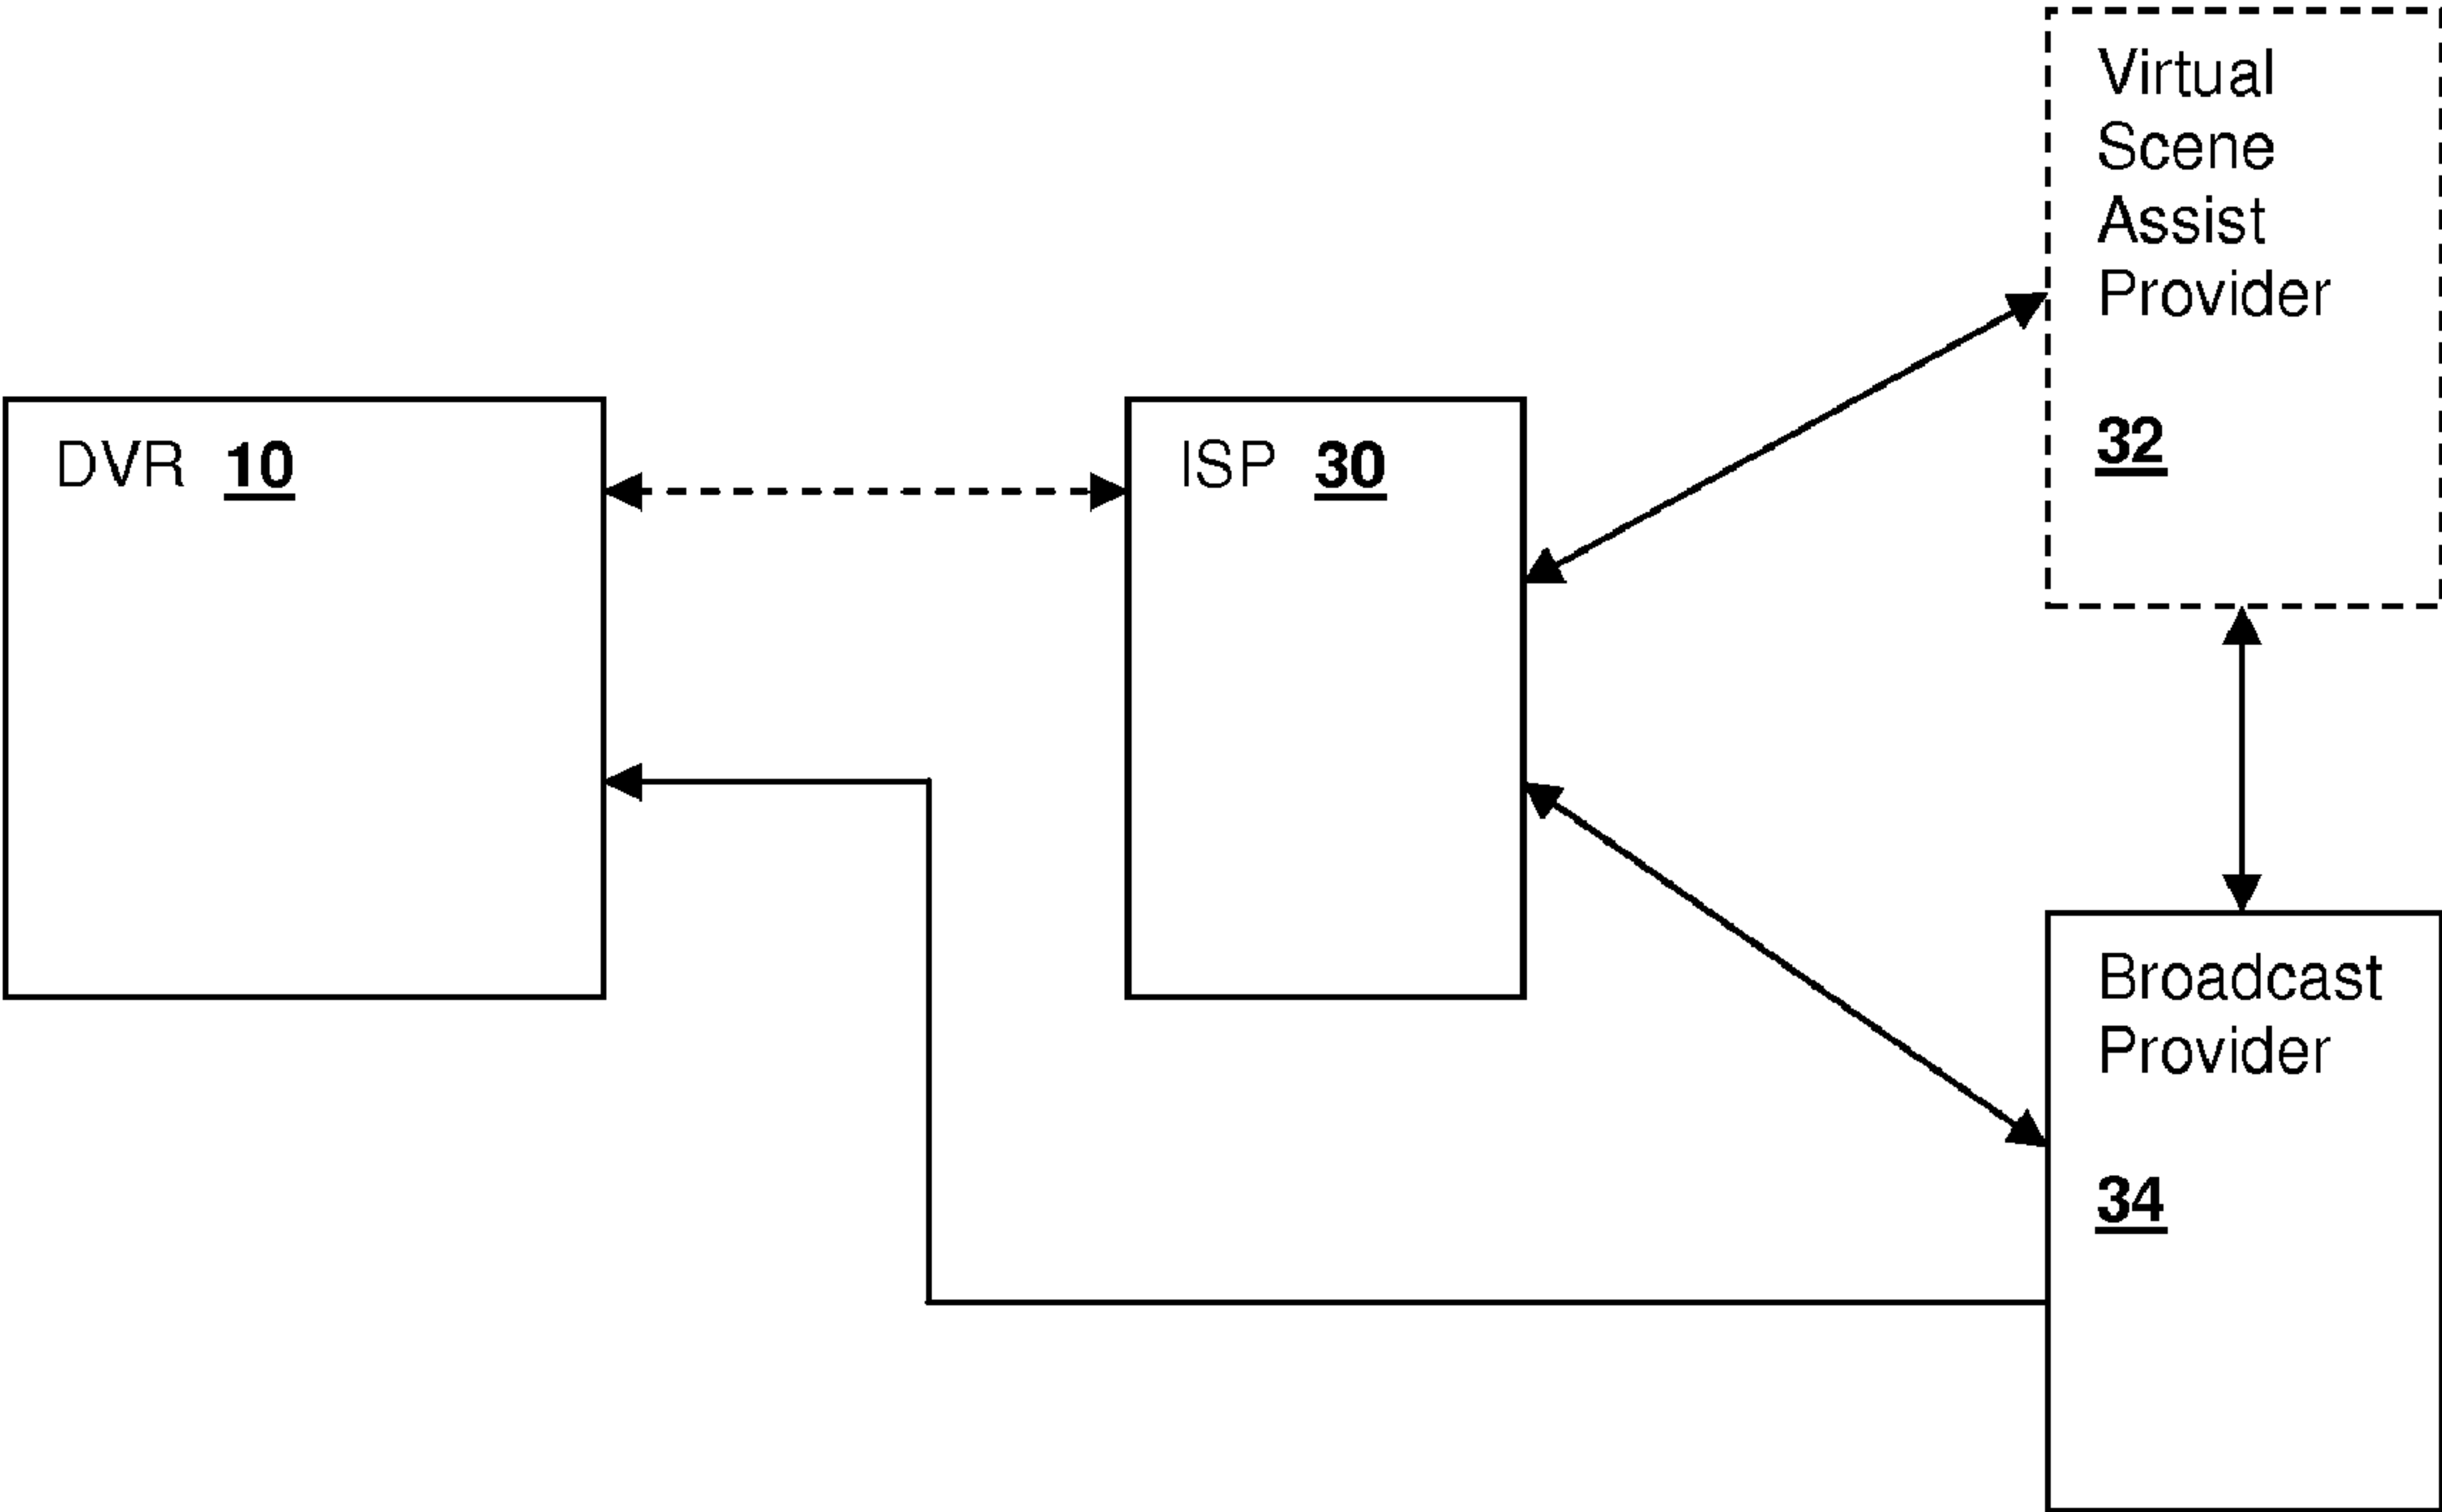 DVR 10
ISP 30
Virtual
Scene
Assist
Provider
32
Broadcast
Provider
34